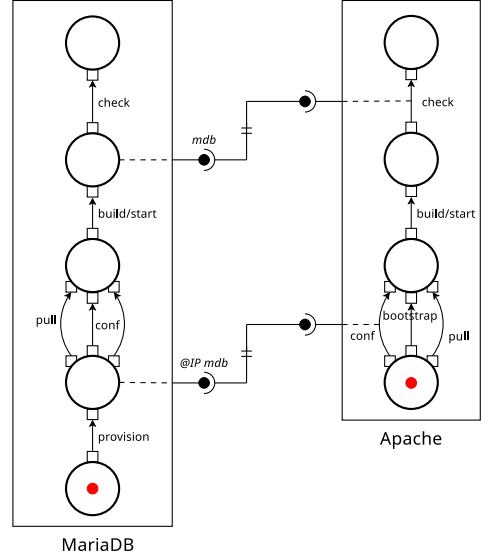 check
check
mdb
build/start
build/start
pull
conf
bootstrap
conf
pull
@IP mdb
provision
Apache
MariaDB